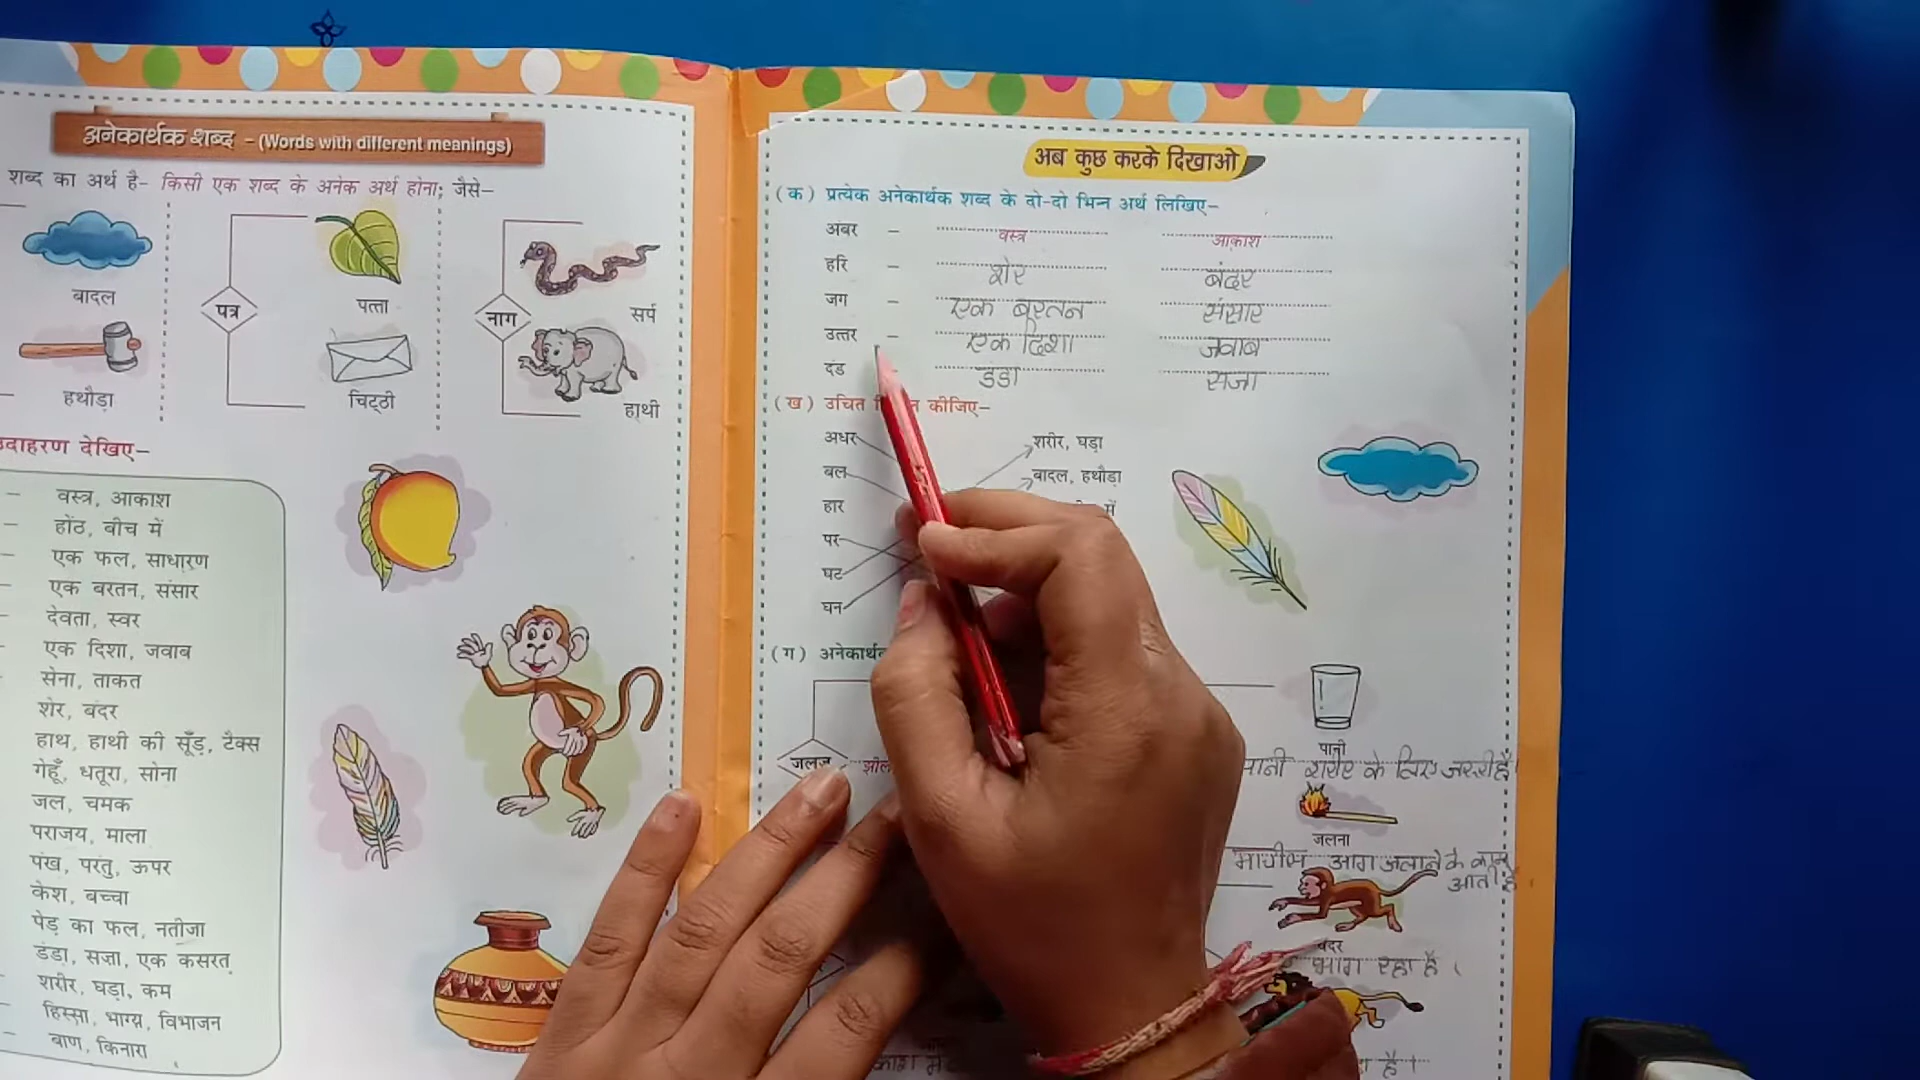 अनेकार्थक शब्द – (Words with different meanings)
शब्द का अर्थ है– किसी एक शब्द के अनेक अर्थ होना; जैसे–
बादल
हथौड़ा
पत्र
पत्ता
चिट्ठी
नाग
सर्प
हाथी
उदाहरण देखिए–
– वस्त्र, आकाश
– होंठ, बीच में
– एक फल, साधारण
– एक बरतन, संसार
– देवता, स्वर
एक दिशा, जवाब
सेना, ताकत
शेर, बंदर
हाथ, हाथी की सूँड़, टैक्स
गेहूँ, धतूरा, सोना
जल, चमक
पराजय, माला
पंख, परंतु, ऊपर
केश, बच्चा
पेड़ का फल, नतीजा
डंडा, सज़ा, एक कसरत
शरीर, घड़ा, कम
हिस्सा, भाग्य, विभाजन
बाण, किनारा
अब कुछ करके दिखाओ
(क) प्रत्येक अनेकार्थक शब्द के दो-दो भिन्न अर्थ लिखिए–
अंबर – वस्त्र आकाश
हरि – शेर बंदर
जग – एक बरतन संसार
उत्तर – एक दिशा जवाब
दंड डंडा सजा
(ख) उचित कीजिए–
अधर शरीर, घड़ा
बल बादल, हथौड़ा
हार में
पर
घट
घन
(ग) अनेकार्थक
जलज
पानी
पानी शरीर के लिए जरूरी है।
जलना
माचीस आग जलाने के काम
आती है।
बंदर
भाग रहा है।
है।